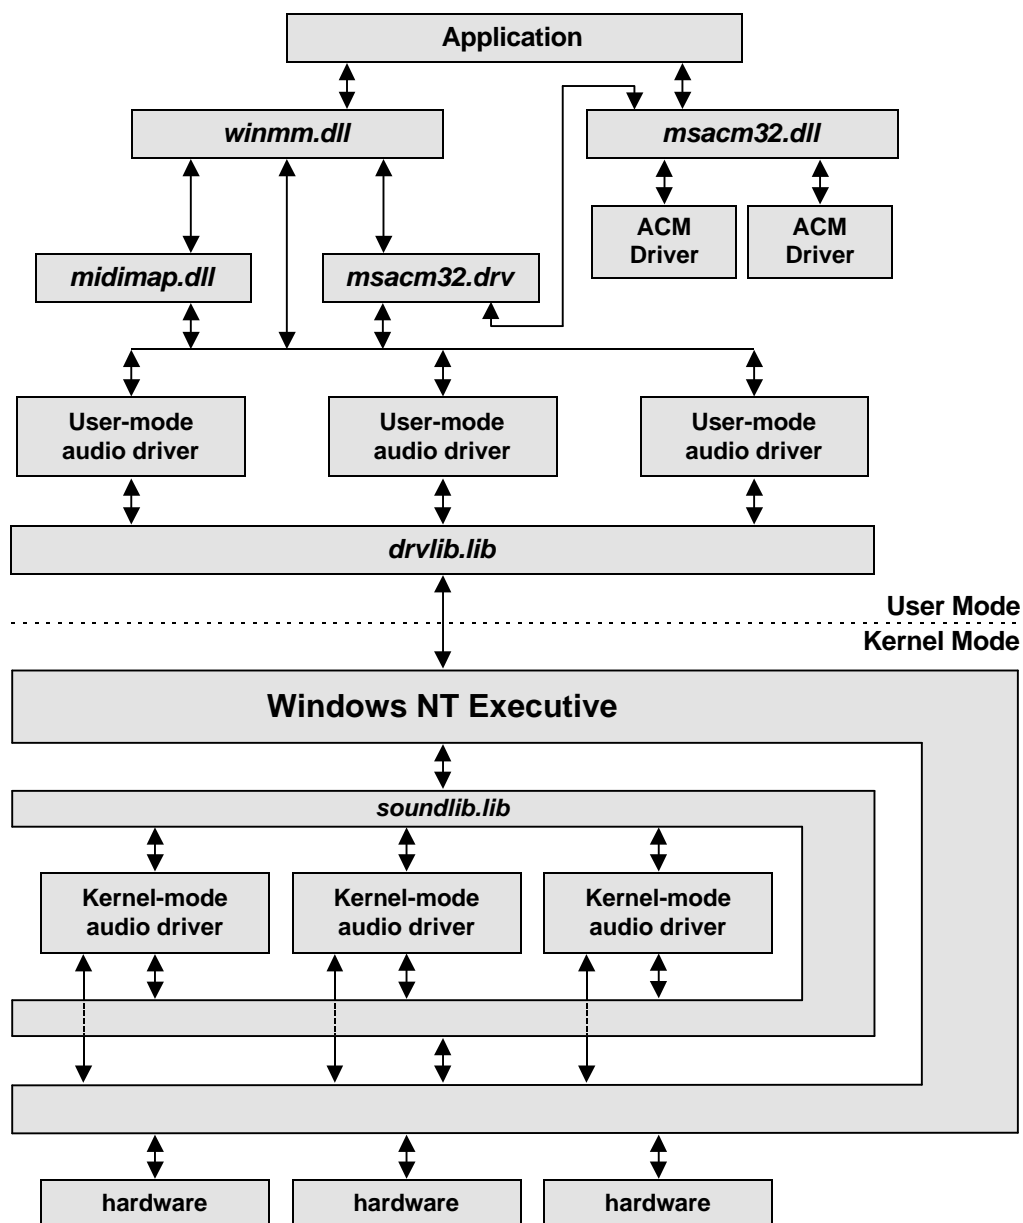 Application
winmm.dll
msacm32.dll
ACM
Driver
ACM
Driver
midimap.dll
msacm32.drv
User-mode
audio driver
User-mode
audio driver
User-mode
audio driver
drvlib.lib
User Mode
Kernel Mode
Windows NT Executive
soundlib.lib
Kernel-mode
audio driver
Kernel-mode
audio driver
Kernel-mode
audio driver
hardware
hardware
hardware